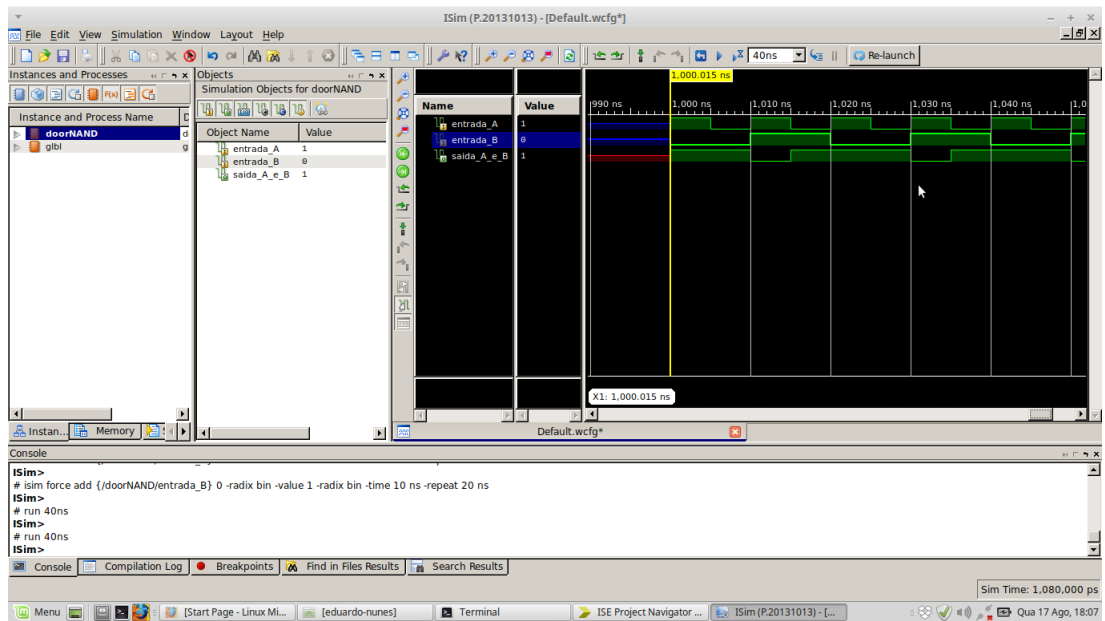 ISim (P.20131013) - [Default.wcfg*]
File Edit View Simulation Window Layout Help
40ns Re-launch
Instances and Processes
Instance and Process Name D
doorNAND d
glbl g
Instan... Memory
Objects
Simulation Objects for doorNAND
Object Name Value
entrada_A 1
entrada_B 0
saida_A_e_B 1
Name Value
entrada_A 1
entrada_B 0
saida_A_e_B 1
1,000.015 ns
990 ns 1,000 ns 1,010 ns 1,020 ns 1,030 ns 1,040 ns 1,0
X1: 1,000.015 ns
Default.wcfg*
Console
ISim>
# isim force add {/doorNAND/entrada_B} 0 -radix bin -value 1 -radix bin -time 10 ns -repeat 20 ns
ISim>
# run 40ns
ISim>
# run 40ns
ISim>
Console Compilation Log Breakpoints Find in Files Results Search Results
Sim Time: 1,080,000 ps
Menu [Start Page - Linux Mi... [eduardo-nunes] Terminal ISE Project Navigator ... ISim (P.20131013) - [... Qua 17 Ago, 18:07